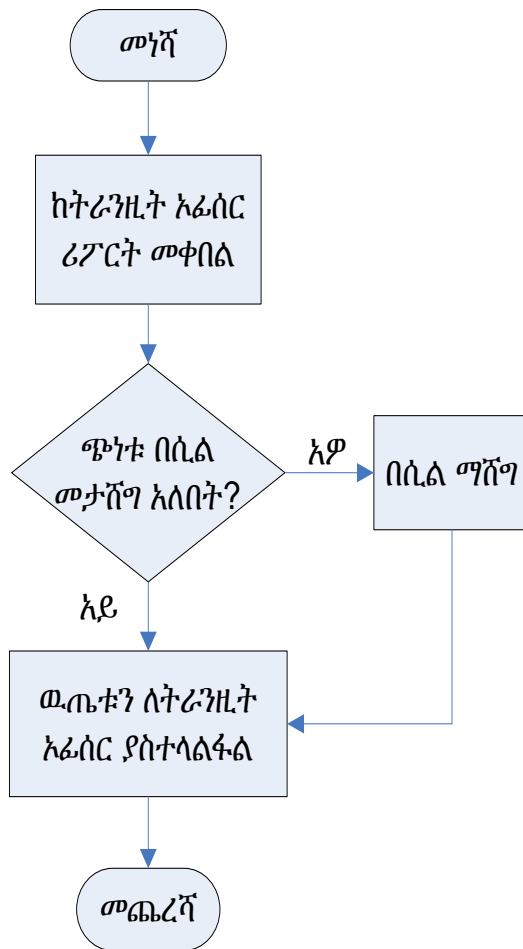 መነሻ
ከትራንዚት ኦፊሰር
ሪፖርት መቀበል
ጭነቱ በሲል
መታሸግ አለበት?
አዎ
በሲል ማሸግ
አይ
ዉጤቱን ለትራንዚት
ኦፊሰር ያስተላልፋል
መጨረሻ